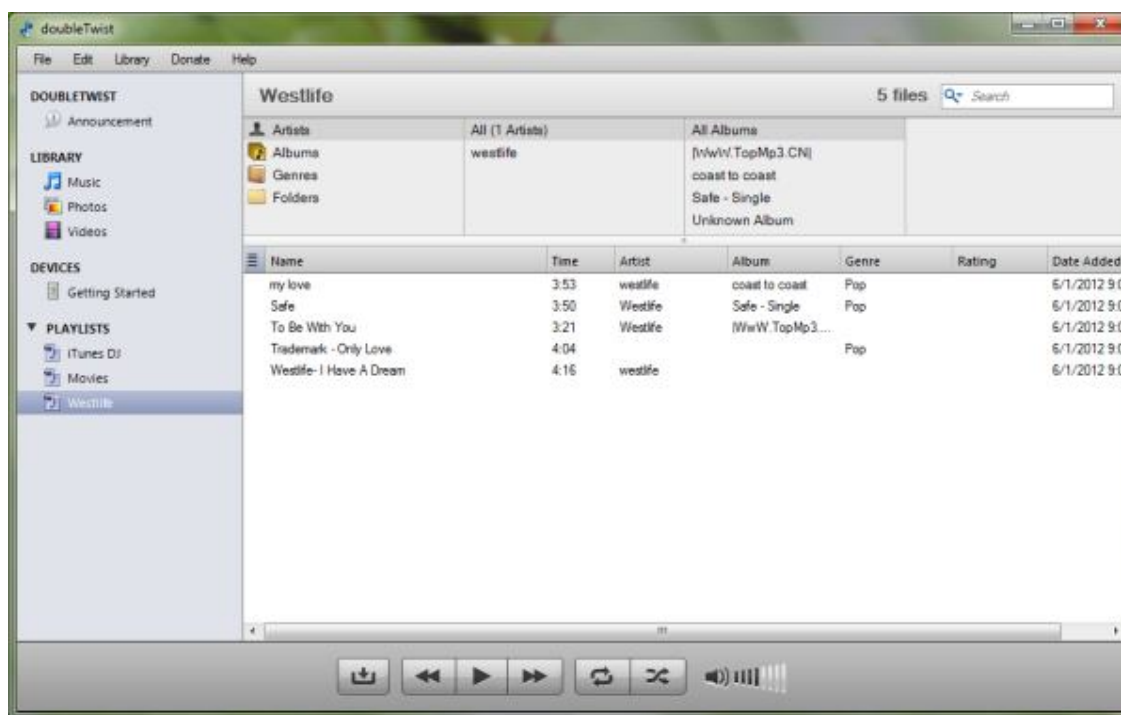 doubleTwist
File Edit Library Donate Help
DOUBLETWIST
Announcement
LIBRARY
Music
Photos
Videos
DEVICES
Getting Started
PLAYLISTS
iTunes DJ
Movies
Westlife
Westlife 5 files Search
Artists All (1 Artists) All Albums
Albums westlife |WwW.TopMp3.CN|
Genres coast to coast
Folders Safe - Single
Unknown Album
Name Time Artist Album Genre Rating Date Added
my love 3:53 westlife coast to coast Pop 6/1/2012 9:0
Safe 3:50 Westlife Safe - Single Pop 6/1/2012 9:0
To Be With You 3:21 Westlife |WwW.TopMp3.... 6/1/2012 9:0
Trademark - Only Love 4:04 Pop 6/1/2012 9:0
Westlife- I Have A Dream 4:16 westlife 6/1/2012 9:0